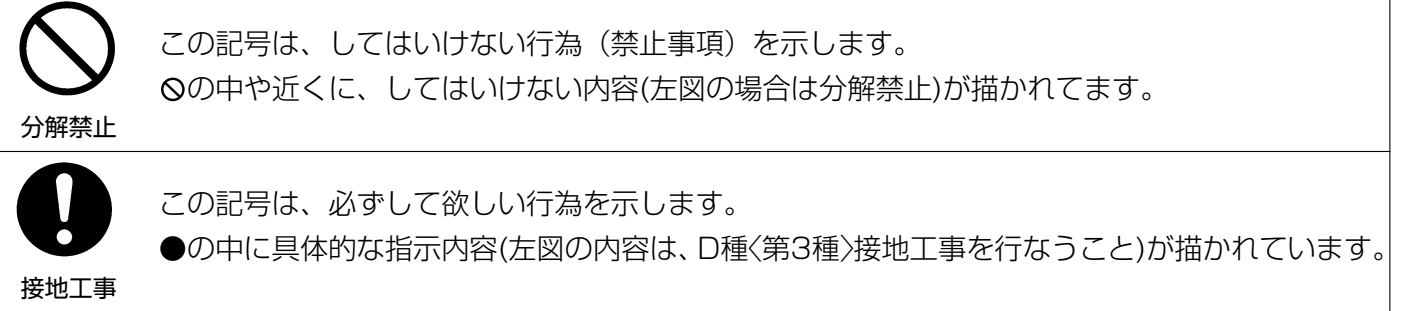 この記号は、してはいけない行為（禁止事項）を示します。
🚫の中や近くに、してはいけない内容(左図の場合は分解禁止)が描かれてます。
分解禁止
この記号は、必ずして欲しい行為を示します。
●の中に具体的な指示内容(左図の内容は、D種〈第3種〉接地工事を行なうこと)が描かれています。
接地工事